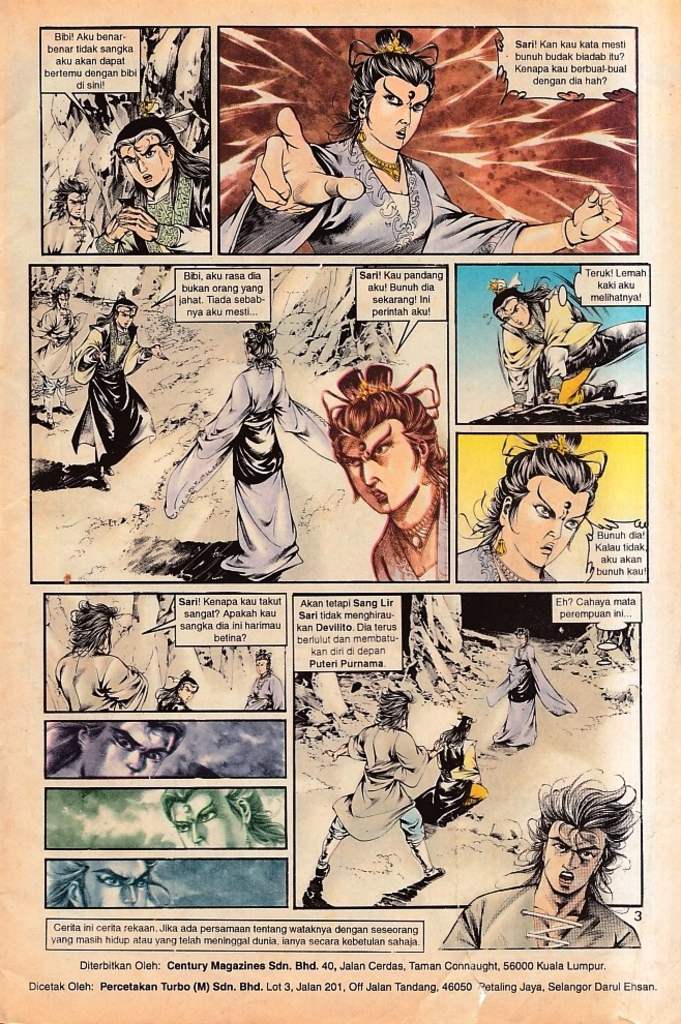 Bibi! Aku benar-
benar tidak sangka
aku akan dapat
bertemu dengan bibi
di sini!
Sari! Kan kau kata mesti
bunuh budak biadab itu?
Kenapa kau berbual-bual
dengan dia hah?
Bibi, aku rasa dia
bukan orang yang
jahat. Tiada sebab-
nya aku mesti...
Sari! Kau pandang
aku! Bunuh dia
sekarang! Ini
perintah aku!
Teruk! Lemah
kaki aku
melihatnya!
Bunuh dia!
Kalau tidak,
aku akan
bunuh kau!
Sari! Kenapa kau takut
sangat? Apakah kau
sangka dia ini harimau
betina?
Akan tetapi Sang Lir
Sari tidak menghirau-
kan Devilito. Dia terus
berlutut dan membatu-
kan diri di depan
Puteri Purnama.
Eh? Cahaya mata
perempuan ini...
3
Cerita ini cerita rekaan. Jika ada persamaan tentang wataknya dengan seseorang
yang masih hidup atau yang telah meninggal dunia, ianya secara kebetulan sahaja.
Diterbitkan Oleh: Century Magazines Sdn. Bhd. 40, Jalan Cerdas, Taman Connaught, 56000 Kuala Lumpur.
Dicetak Oleh: Percetakan Turbo (M) Sdn. Bhd. Lot 3, Jalan 201, Off Jalan Tandang, 46050 Petaling Jaya, Selangor Darul Ehsan.